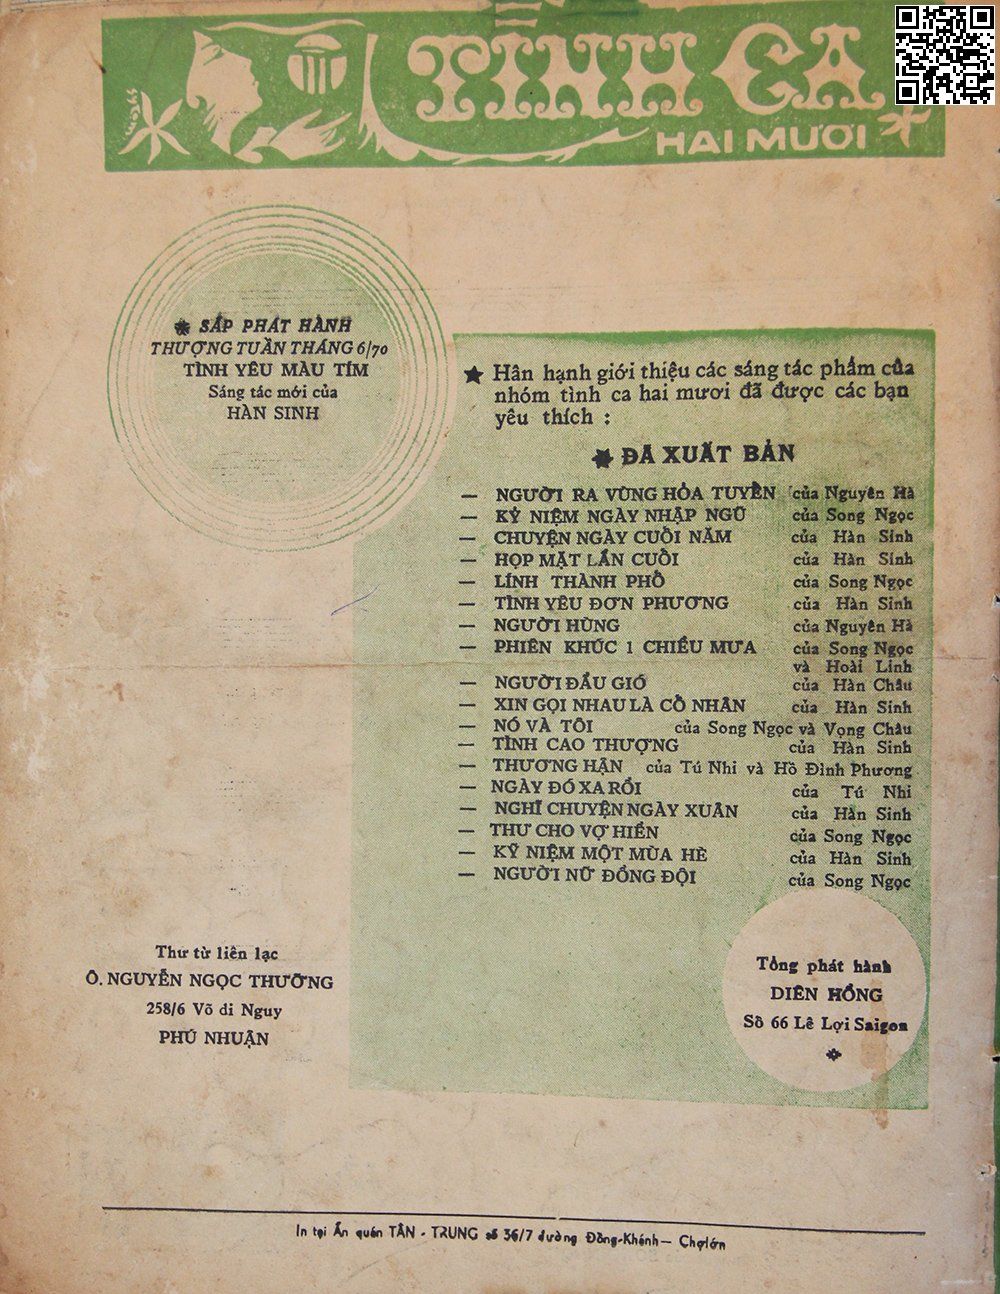 TÌNH CA
HAI MƯƠI
★ SẮP PHÁT HÀNH
THƯỢNG TUẦN THÁNG 6/70
TÌNH YÊU MÀU TÍM
Sáng tác mới của
HÀN SINH
★ Hân hạnh giới thiệu các sáng tác phẩm của
nhóm tình ca hai mươi đã được các bạn
yêu thích :
★ ĐÃ XUẤT BẢN
— NGƯỜI RA VÙNG HỎA TUYẾN của Nguyên Hà
— KỶ NIỆM NGÀY NHẬP NGŨ của Song Ngọc
— CHUYỆN NGÀY CUỐI NĂM của Hàn Sinh
— HỌP MẶT LẦN CUỐI của Hàn Sinh
— LÍNH THÀNH PHỐ của Song Ngọc
— TÌNH YÊU ĐƠN PHƯƠNG của Hàn Sinh
— NGƯỜI HÙNG của Nguyên Hà
— PHIÊN KHÚC 1 CHIỀU MƯA của Song Ngọc
và Hoài Linh
— NGƯỜI ĐẦU GIÓ của Hàn Châu
— XIN GỌI NHAU LÀ CỐ NHÂN của Hàn Sinh
— NÓ VÀ TÔI của Song Ngọc và Vọng Châu
— TÌNH CAO THƯỢNG của Hàn Sinh
— THƯƠNG HẬN của Tú Nhi và Hồ Đình Phương
— NGÀY ĐÓ XA RỒI của Tú Nhi
— NGHĨ CHUYỆN NGÀY XUÂN của Hàn Sinh
— THƯ CHO VỢ HIỀN của Song Ngọc
— KỸ NIỆM MỘT MÙA HÈ của Hàn Sinh
— NGƯỜI NỮ ĐỒNG ĐỘI của Song Ngọc
Thư từ liên lạc
Ô. NGUYỄN NGỌC THƯỜNG
258/6 Võ di Nguy
PHÚ NHUẬN
Tổng phát hành
DIÊN HỒNG
Số 66 Lê Lợi Saigon
In tại Ấn quán TÂN - TRUNG số 36/7 đường Đồng-Khánh — Chợlớn